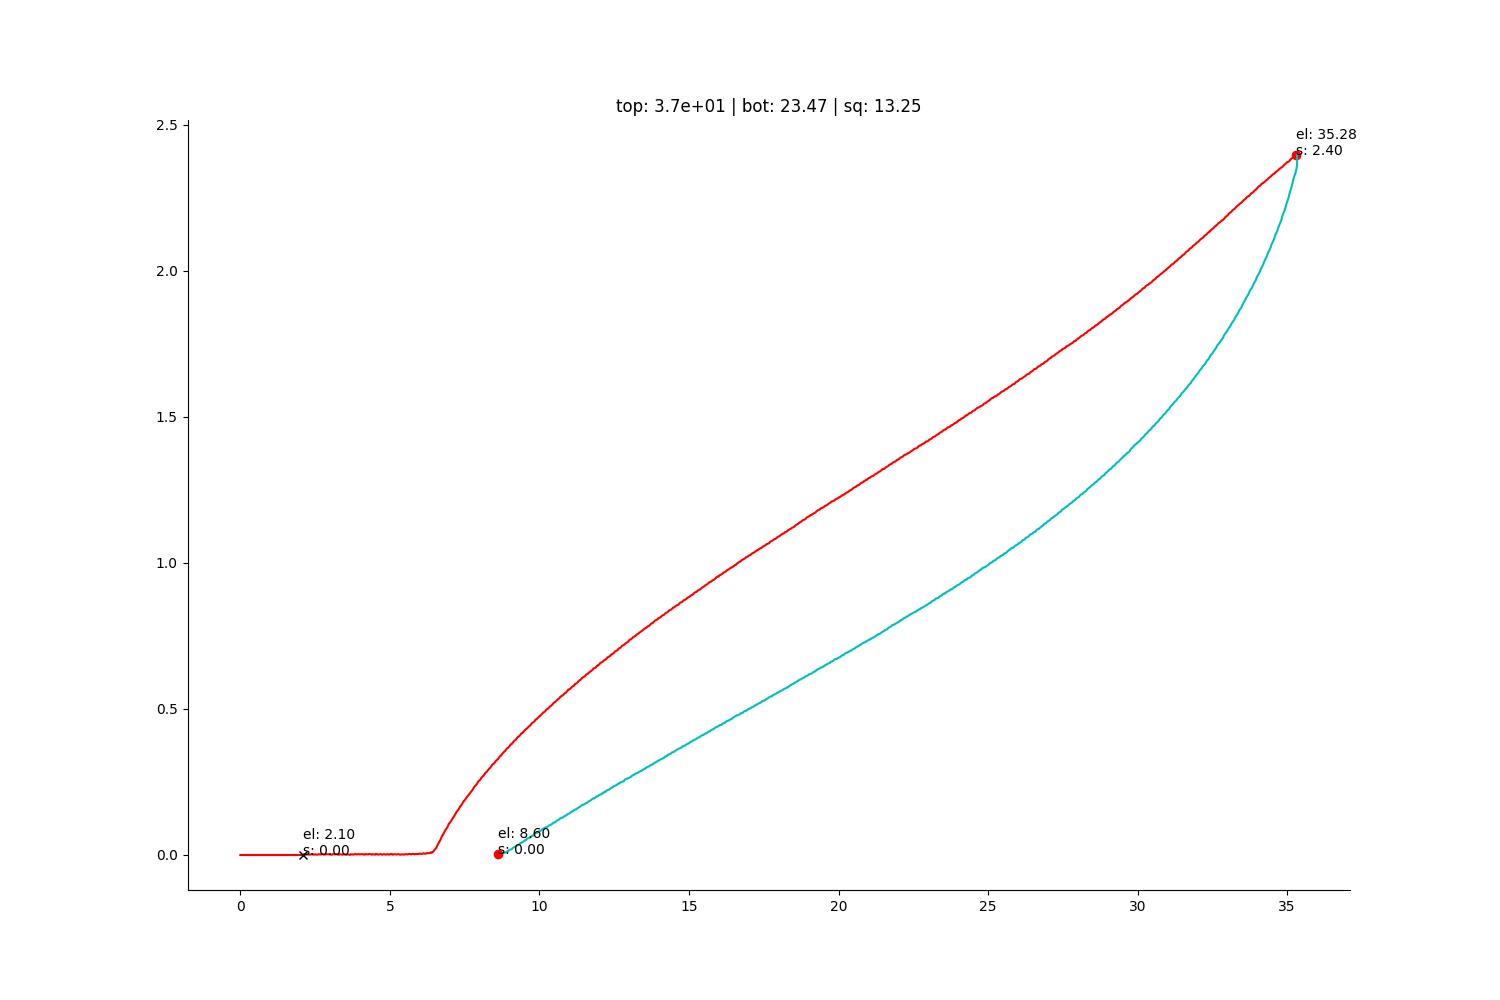 top: 3.7e+01 | bot: 23.47 | sq: 13.25
2.5
el: 35.28
s: 2.40
2.0
1.5
1.0
0.5
el: 2.10
s: 0.00
el: 8.60
s: 0.00
0.0
0 5 10 15 20 25 30 35